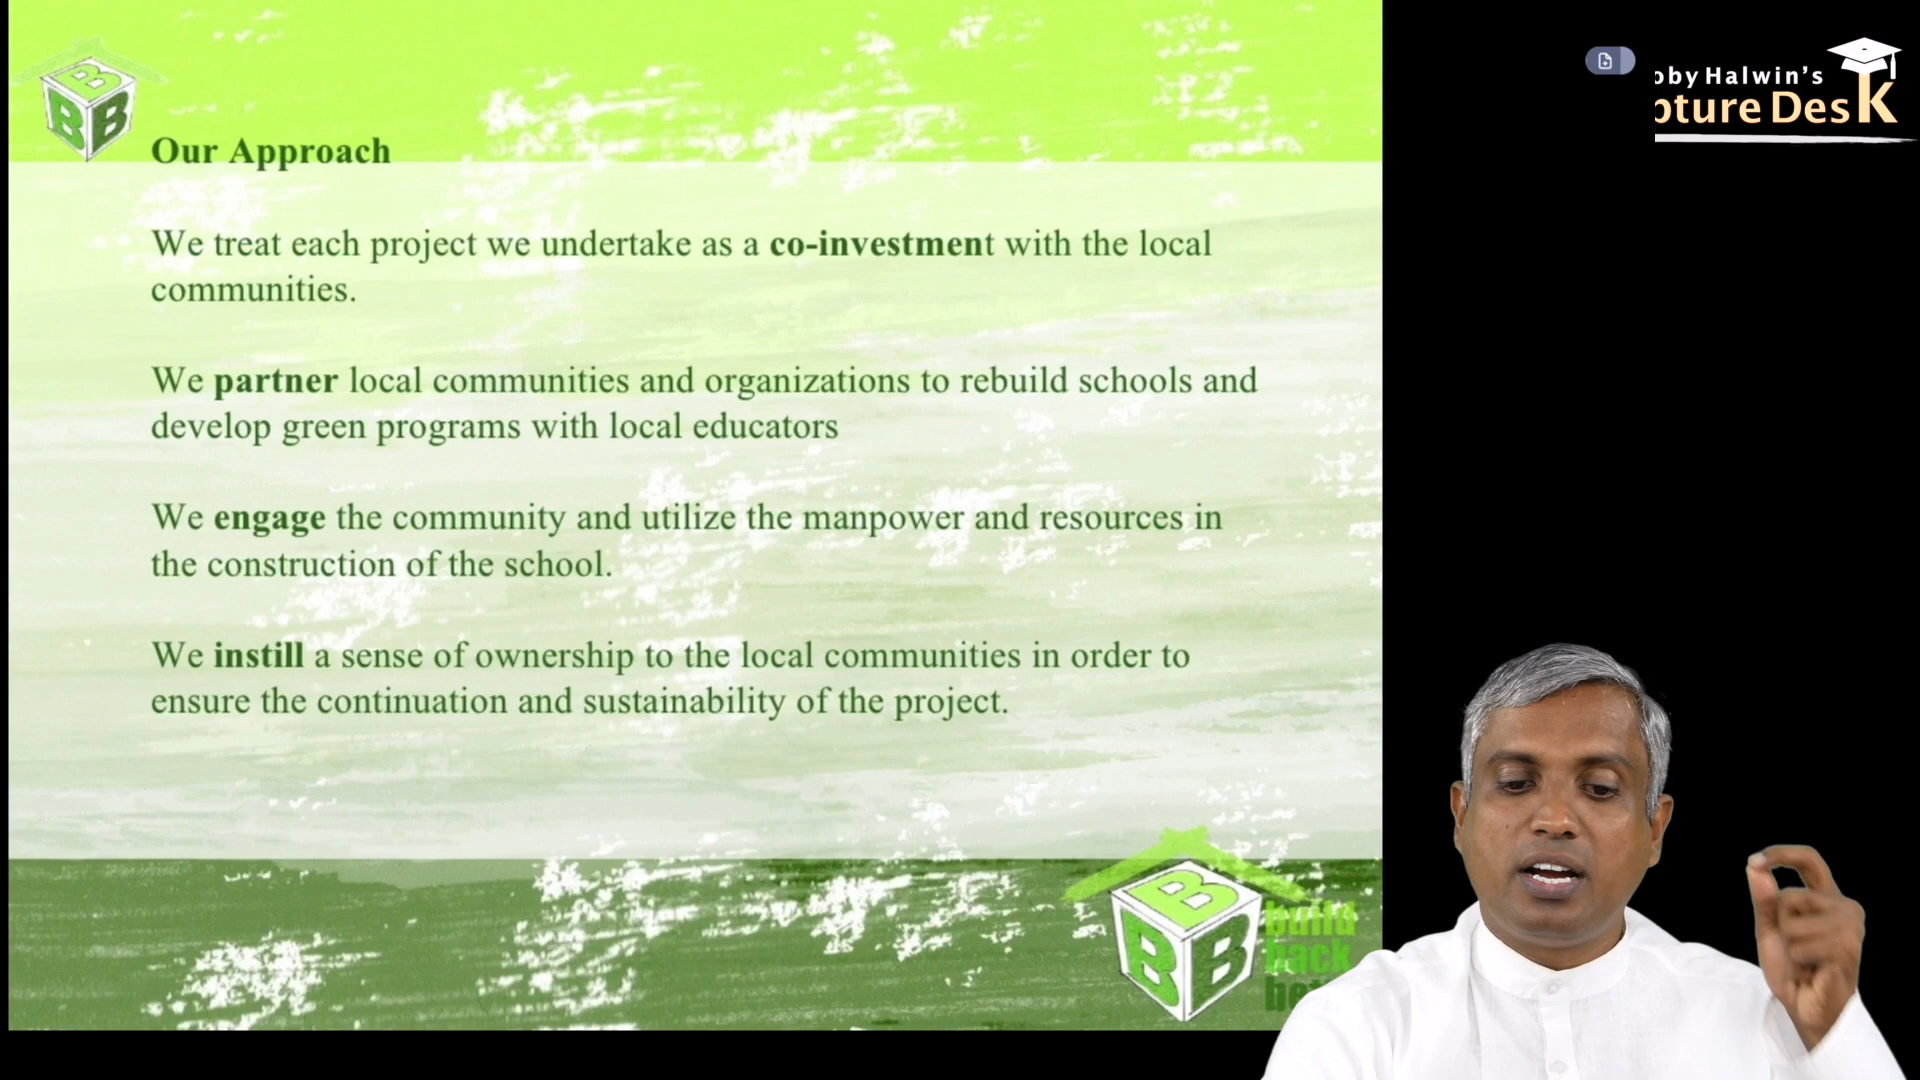 B
B B
Our Approach
We treat each project we undertake as a co-investment with the local
communities.
We partner local communities and organizations to rebuild schools and
develop green programs with local educators
We engage the community and utilize the manpower and resources in
the construction of the school.
We instill a sense of ownership to the local communities in order to
ensure the continuation and sustainability of the project.
B
B B
build
back
oby Halwin's
pture DesK